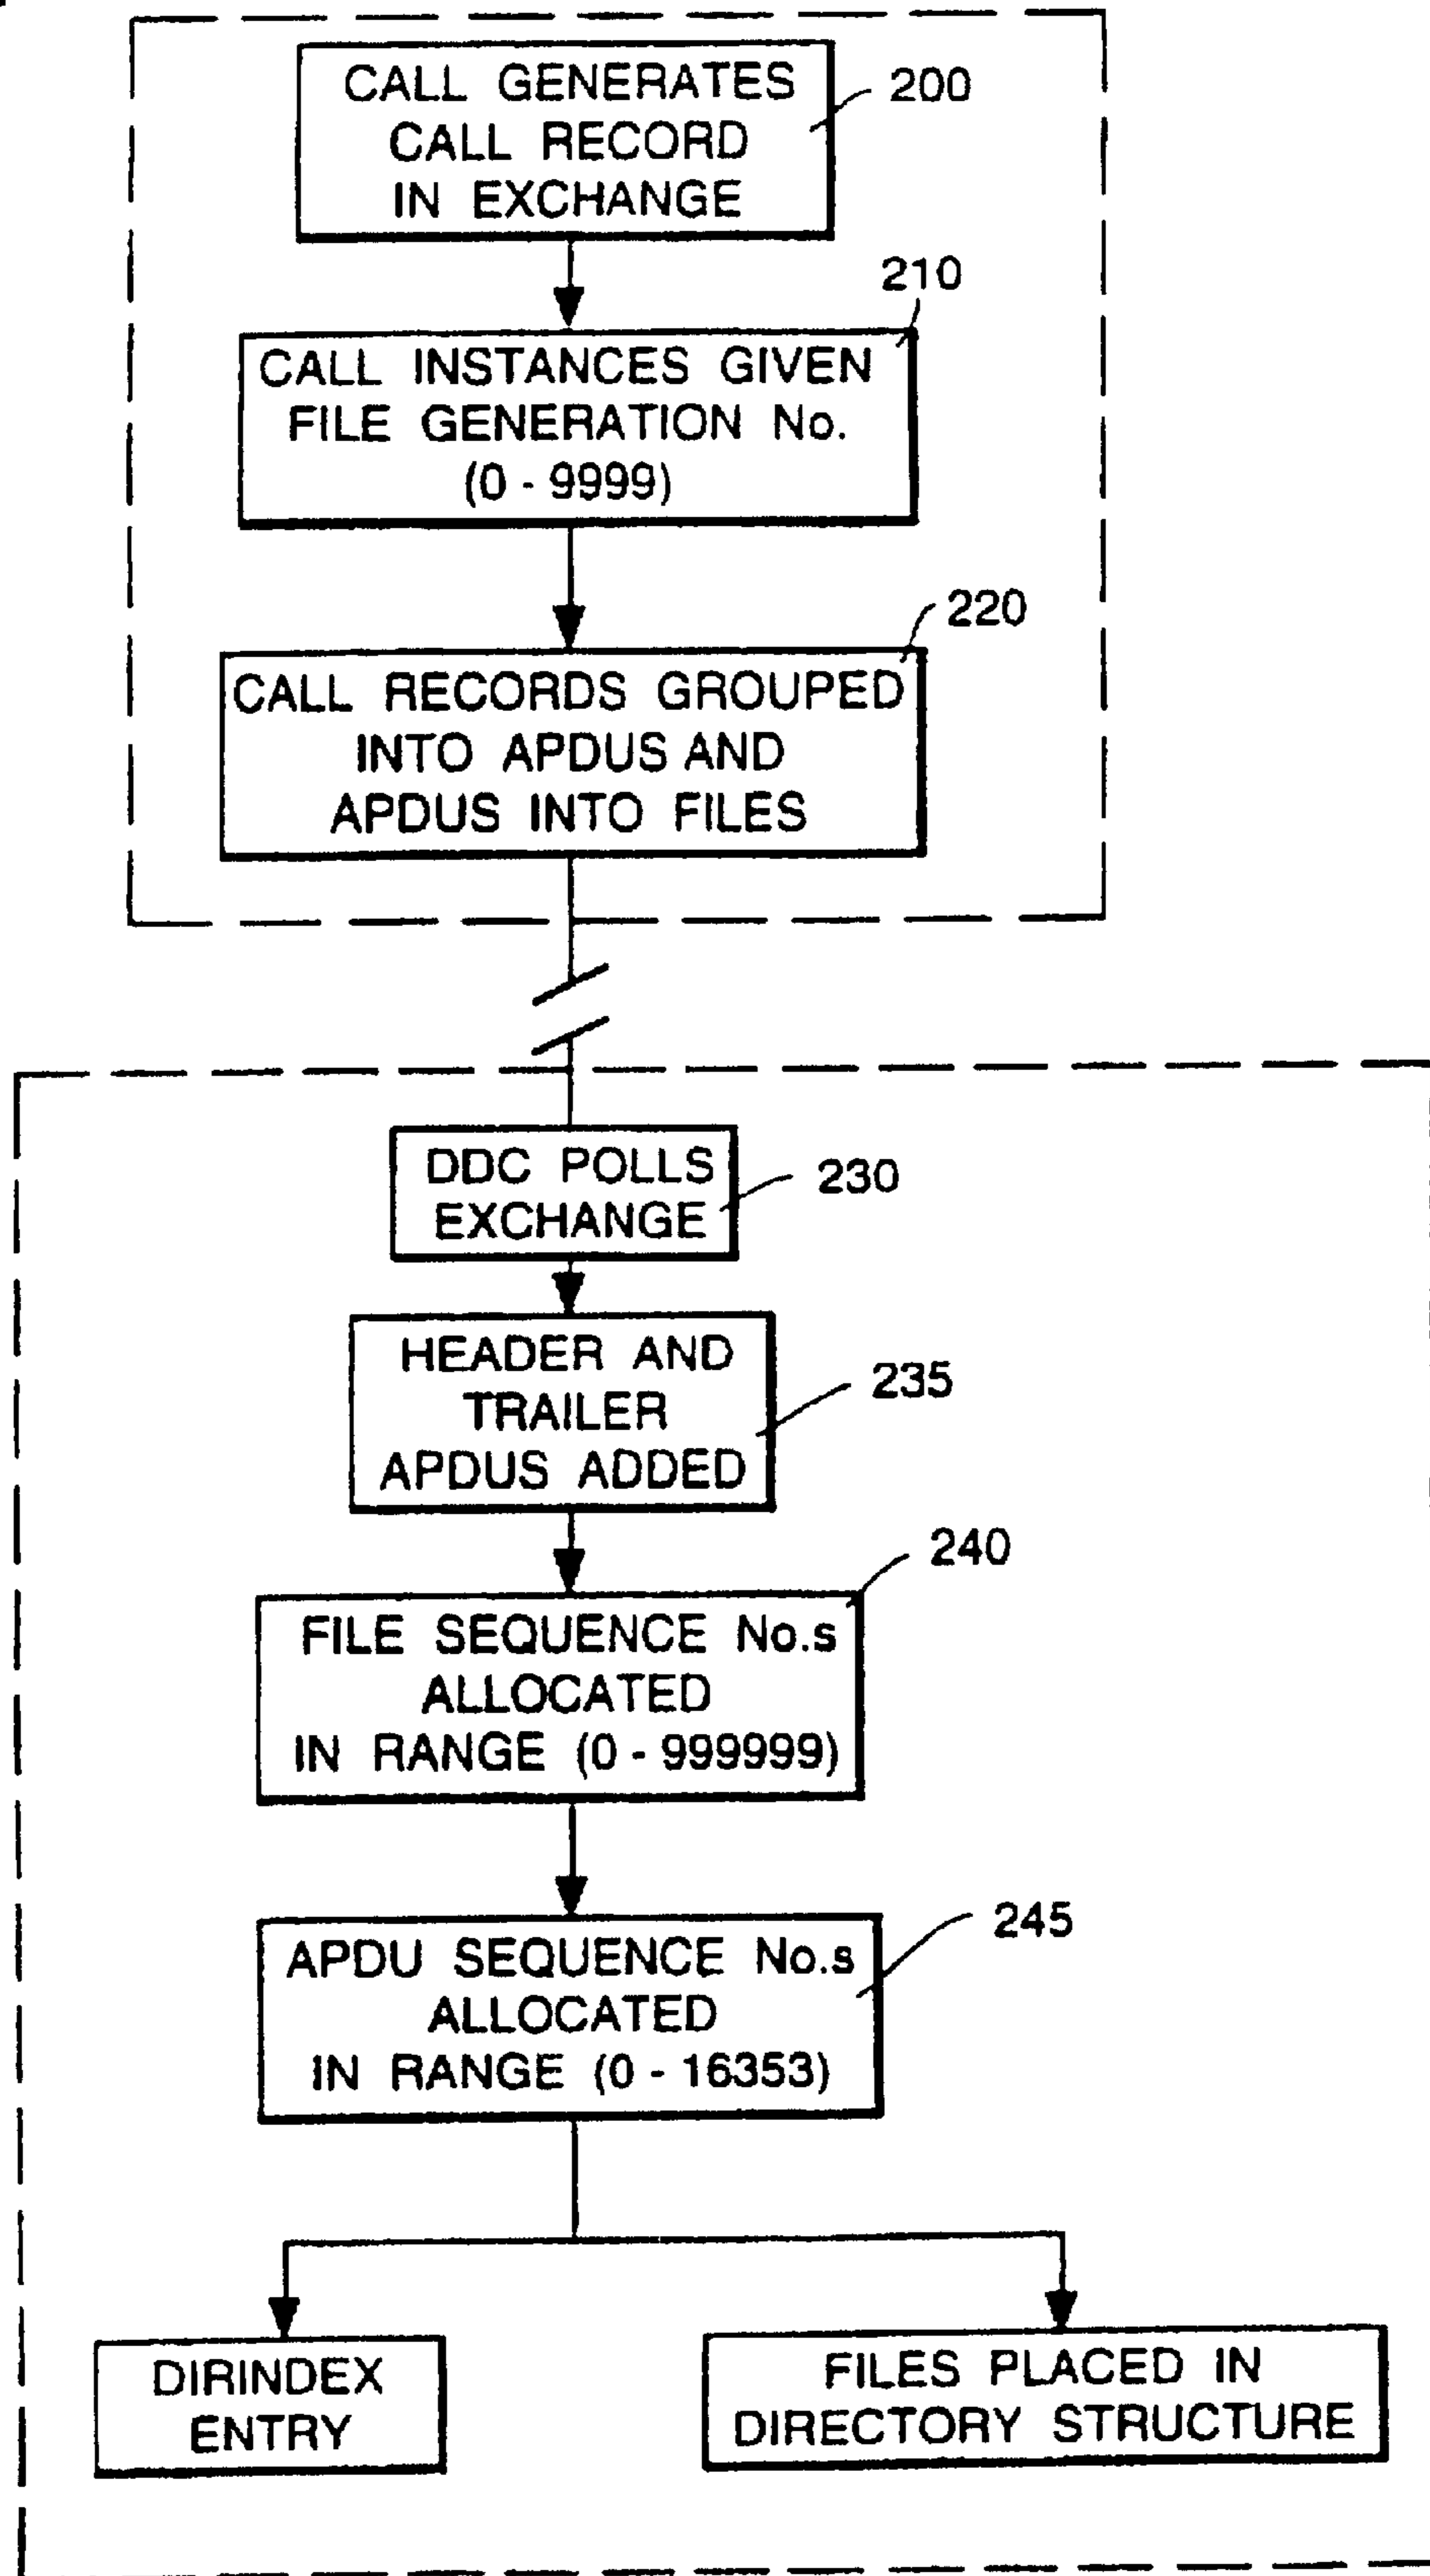 CALL GENERATES
CALL RECORD
IN EXCHANGE
200
210
CALL INSTANCES GIVEN
FILE GENERATION No.
(0 - 9999)
220
CALL RECORDS GROUPED
INTO APDUS AND
APDUS INTO FILES
DDC POLLS
EXCHANGE
230
HEADER AND
TRAILER
APDUS ADDED
235
240
FILE SEQUENCE No.s
ALLOCATED
IN RANGE (0 - 999999)
245
APDU SEQUENCE No.s
ALLOCATED
IN RANGE (0 - 16353)
DIRINDEX
ENTRY
FILES PLACED IN
DIRECTORY STRUCTURE